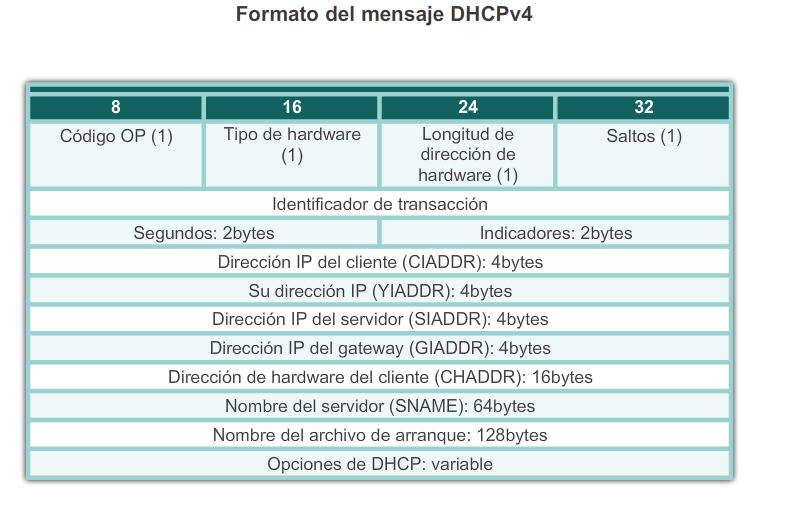 Formato del mensaje DHCPv4
8 16 24 32
Código OP (1)
Tipo de hardware
(1)
Longitud de
dirección de
hardware (1)
Saltos (1)
Identificador de transacción
Segundos: 2bytes
Indicadores: 2bytes
Dirección IP del cliente (CIADDR): 4bytes
Su dirección IP (YIADDR): 4bytes
Dirección IP del servidor (SIADDR): 4bytes
Dirección IP del gateway (GIADDR): 4bytes
Dirección de hardware del cliente (CHADDR): 16bytes
Nombre del servidor (SNAME): 64bytes
Nombre del archivo de arranque: 128bytes
Opciones de DHCP: variable